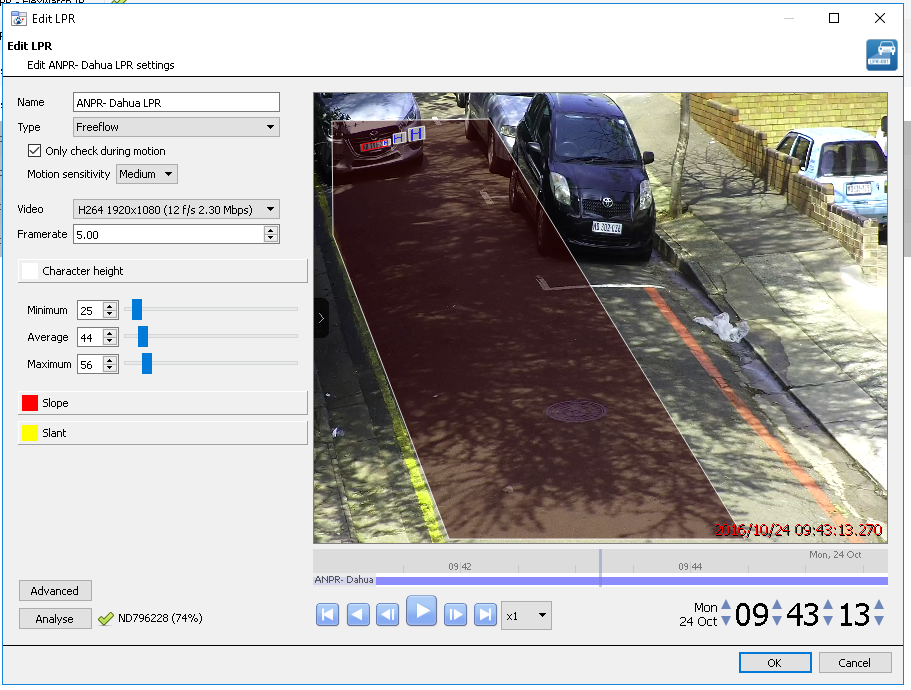 Edit LPR
Edit LPR
Edit ANPR- Dahua LPR settings
Name ANPR- Dahua LPR
Type Freeflow
Only check during motion
Motion sensitivity Medium
Video H264 1920x1080 (12 f/s 2.30 Mbps)
Framerate 5.00
Character height
Minimum 25
Average 44
Maximum 56
Slope
Slant
Advanced
Analyse ND796228 (74%)
H H H
2016/10/24 09:43:13.270
Mon, 24 Oct
09:42 09:44
ANPR- Dahua
x1
Mon
24 Oct 09 43 13
OK Cancel